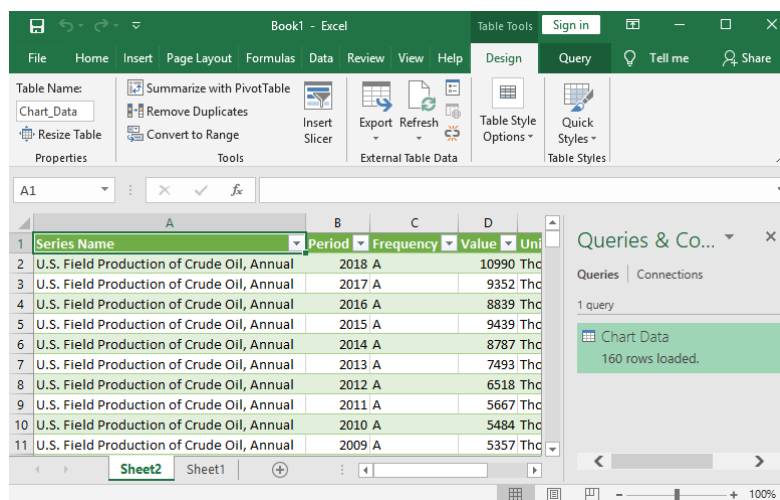 Book1 - Excel
Table Tools
Sign in
File Home Insert Page Layout Formulas Data Review View Help Design Query Tell me Share
Table Name:
Chart_Data
Resize Table
Properties
Summarize with PivotTable
Remove Duplicates
Convert to Range
Tools
Insert
Slicer
Export
Refresh
External Table Data
Table Style
Options
Quick
Styles
Table Styles
A1
fx
A B C D
1 Series Name Period Frequency Value Uni
2 U.S. Field Production of Crude Oil, Annual 2018 A 10990 Tho
3 U.S. Field Production of Crude Oil, Annual 2017 A 9352 Tho
4 U.S. Field Production of Crude Oil, Annual 2016 A 8839 Tho
5 U.S. Field Production of Crude Oil, Annual 2015 A 9439 Tho
6 U.S. Field Production of Crude Oil, Annual 2014 A 8787 Tho
7 U.S. Field Production of Crude Oil, Annual 2013 A 7493 Tho
8 U.S. Field Production of Crude Oil, Annual 2012 A 6518 Tho
9 U.S. Field Production of Crude Oil, Annual 2011 A 5667 Tho
10 U.S. Field Production of Crude Oil, Annual 2010 A 5484 Tho
11 U.S. Field Production of Crude Oil, Annual 2009 A 5357 Tho
Queries & Co...
Queries | Connections
1 query
Chart Data
160 rows loaded.
Sheet2 Sheet1
100%